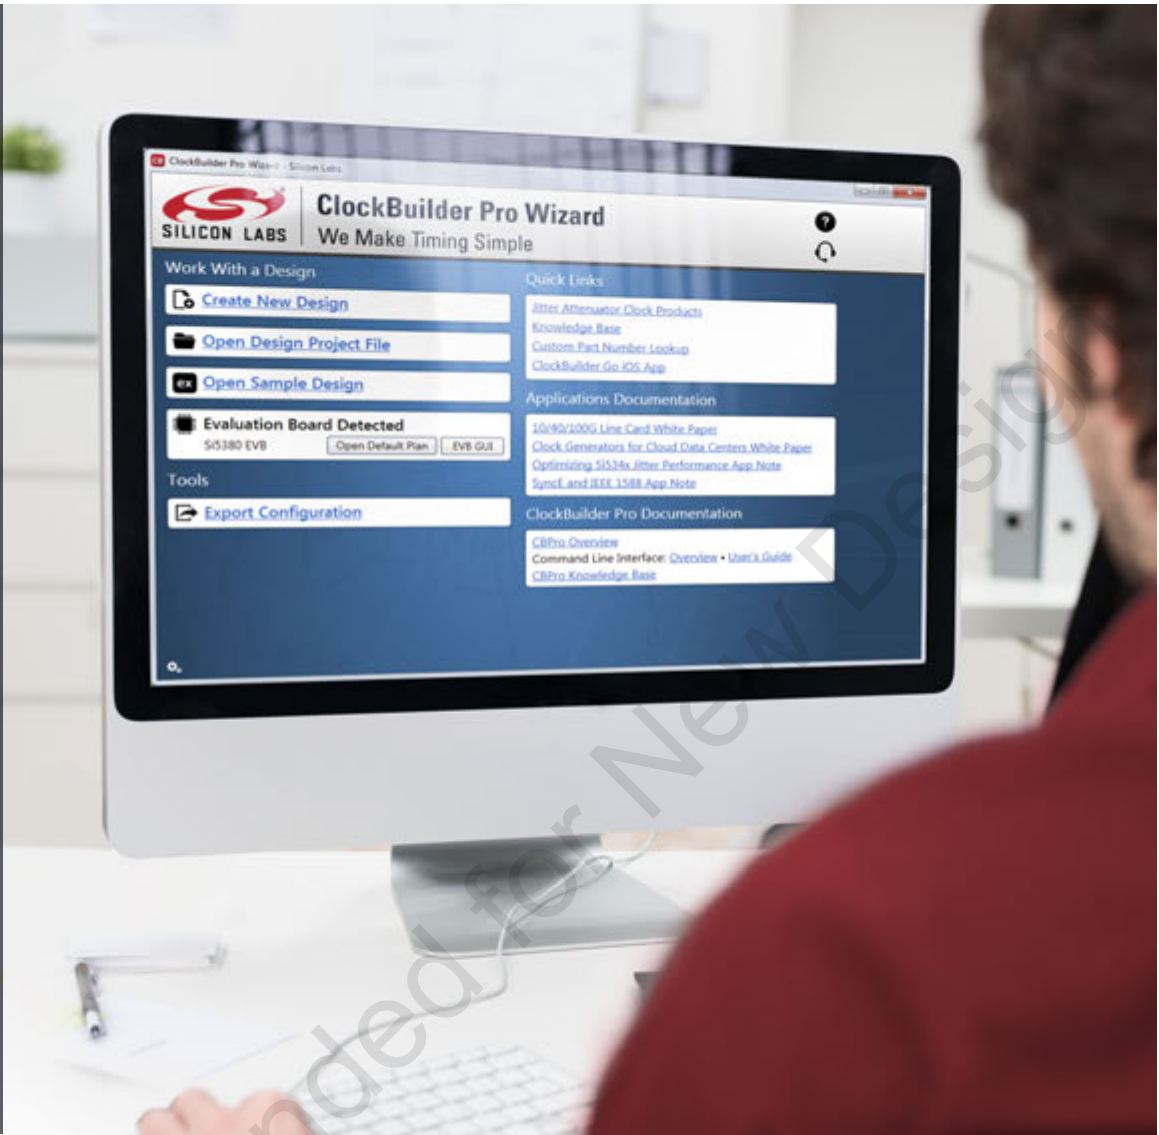 ClockBuilder Pro Wizard - Silicon Labs
SILICON LABS
ClockBuilder Pro Wizard
We Make Timing Simple
Work With a Design
Create New Design
Open Design Project File
ex Open Sample Design
Evaluation Board Detected
Si5380 EVB Open Default Plan EVB GUI
Tools
Export Configuration
Quick Links
Jitter Attenuator Clock Products
Knowledge Base
Custom Part Number Lookup
ClockBuilder Go iOS App
Applications Documentation
10/40/100G Line Card White Paper
Clock Generators for Cloud Data Centers White Paper
Optimizing Si534x Jitter Performance App Note
SyncE and IEEE 1588 App Note
ClockBuilder Pro Documentation
CBPro Overview
Command Line Interface: Overview • User's Guide
CBPro Knowledge Base
nded for New Design